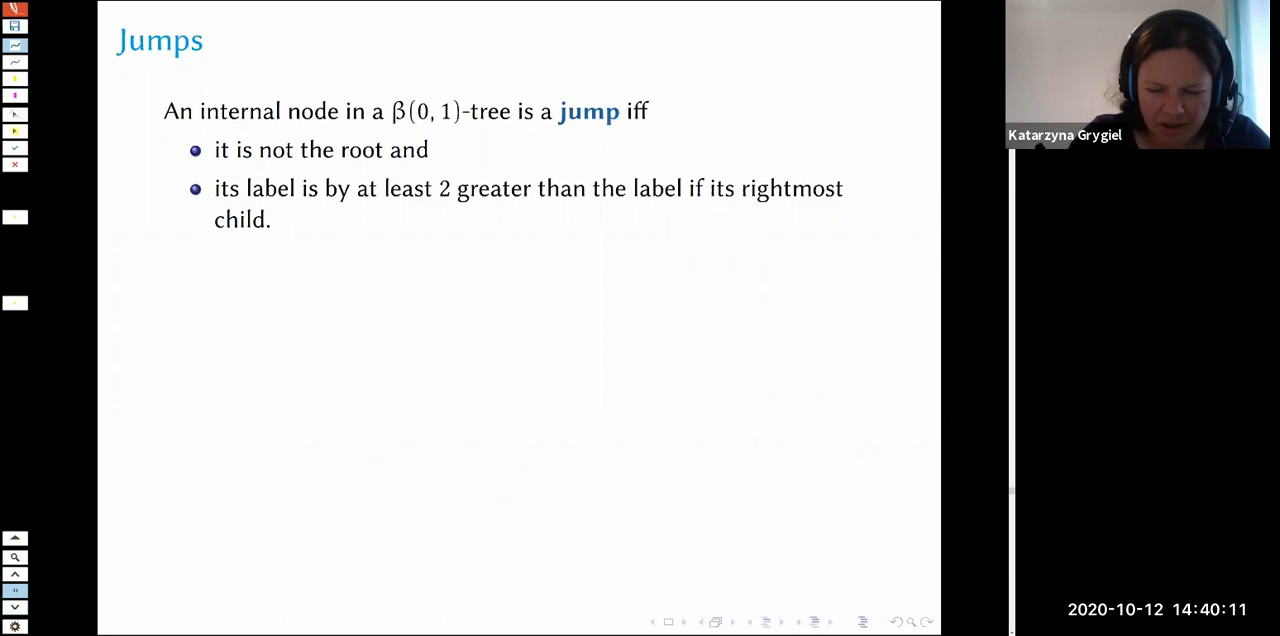 Jumps
An internal node in a β(0, 1)-tree is a jump iff
it is not the root and
its label is by at least 2 greater than the label if its rightmost
child.
Katarzyna Grygiel
2020-10-12 14:40:11